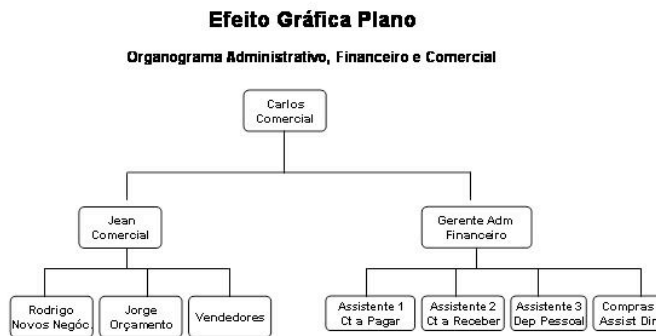 Efeito Gráfica Plano
Organograma Administrativo, Financeiro e Comercial
Carlos
Comercial
Jean
Comercial
Gerente Adm
Financeiro
Rodrigo
Novos Negóc.
Jorge
Orçamento
Vendedores
Assistente 1
Ct a Pagar
Assistente 2
Ct a Receber
Assistente 3
Dep Pessoal
Compras
Assist Dir